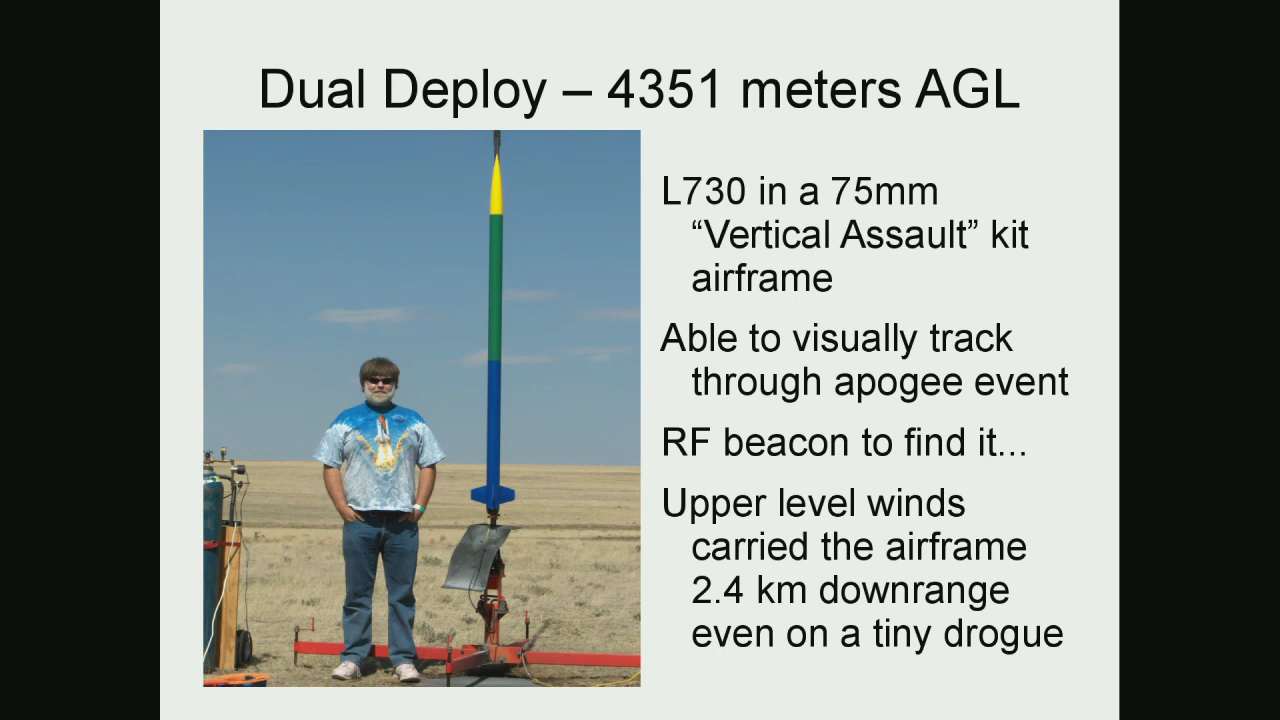 Dual Deploy – 4351 meters AGL
L730 in a 75mm
“Vertical Assault” kit
airframe
Able to visually track
through apogee event
RF beacon to find it...
Upper level winds
carried the airframe
2.4 km downrange
even on a tiny drogue